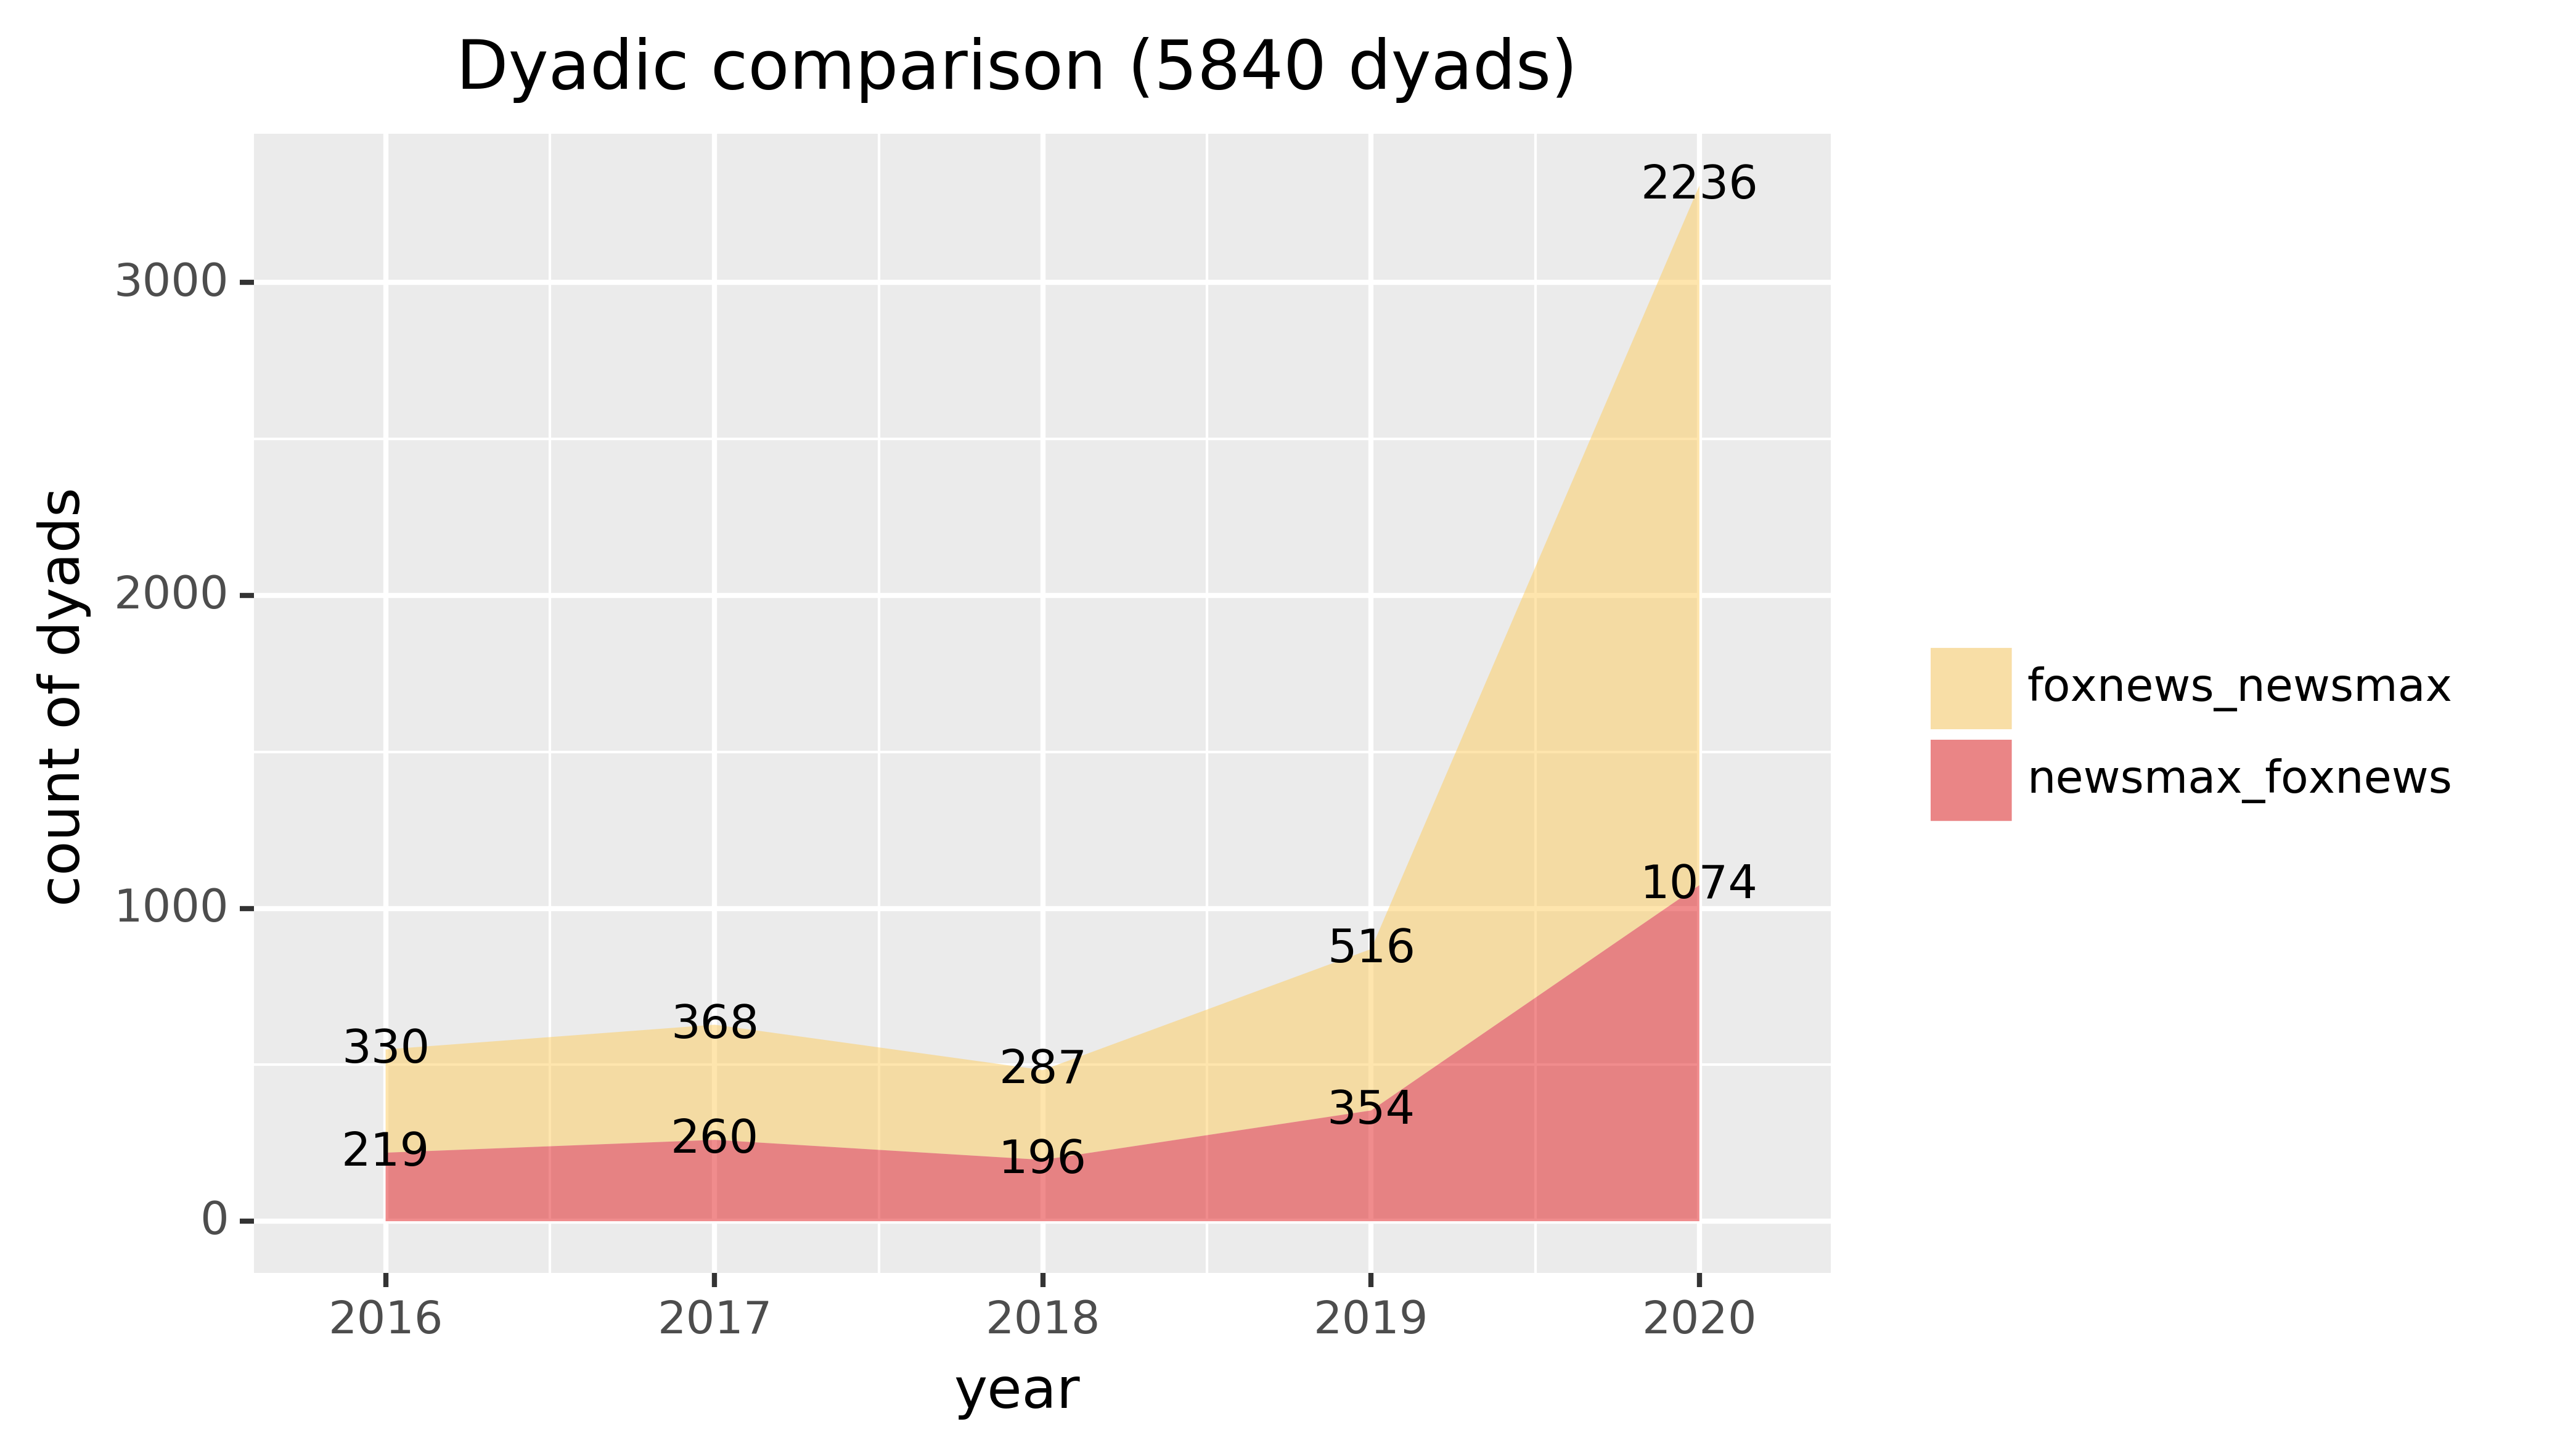 Dyadic comparison (5840 dyads)
count of dyads
3000
2000
1000
0
2236
1074
516
354
368
260
330
219
287
196
2016 2017 2018 2019 2020
year
foxnews_newsmax
newsmax_foxnews